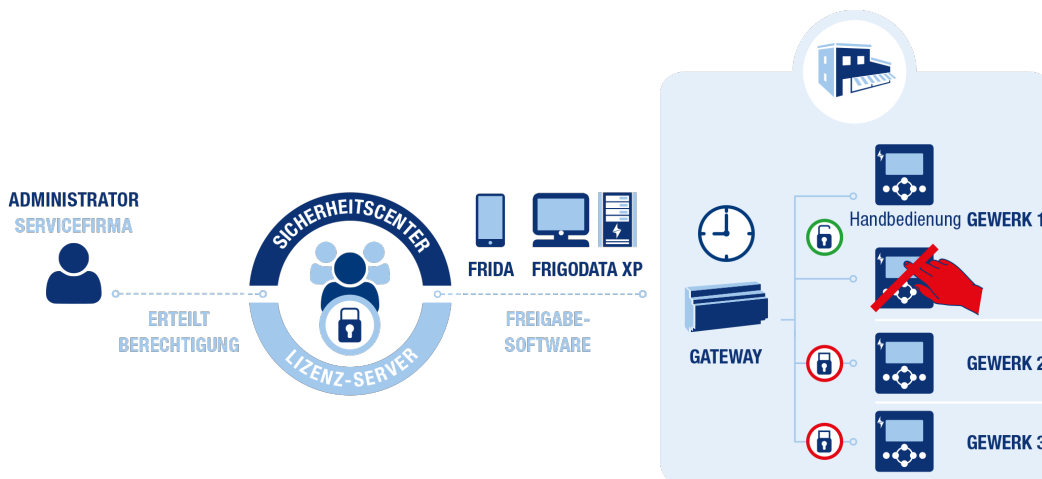 ADMINISTRATOR
SERVICEFIRMA
ERTEILT
BERECHTIGUNG
SICHERHEITSCENTER
LIZENZ-SERVER
FRIDA
FRIGODATA XP
FREIGABE-
SOFTWARE
GATEWAY
Handbedienung GEWERK 1
GEWERK 2
GEWERK 3